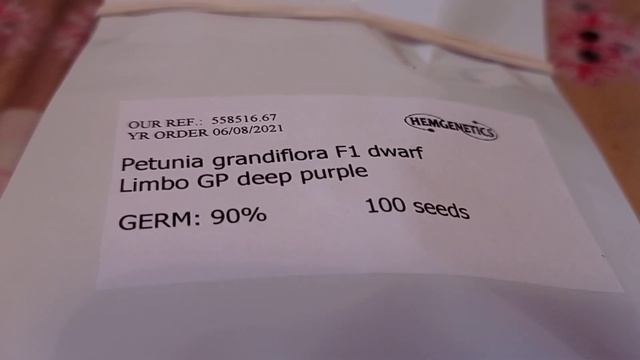 OUR REF.: 558516.67
YR ORDER 06/08/2021
HEMGENETICS
Petunia grandiflora F1 dwarf
Limbo GP deep purple
GERM: 90% 100 seeds